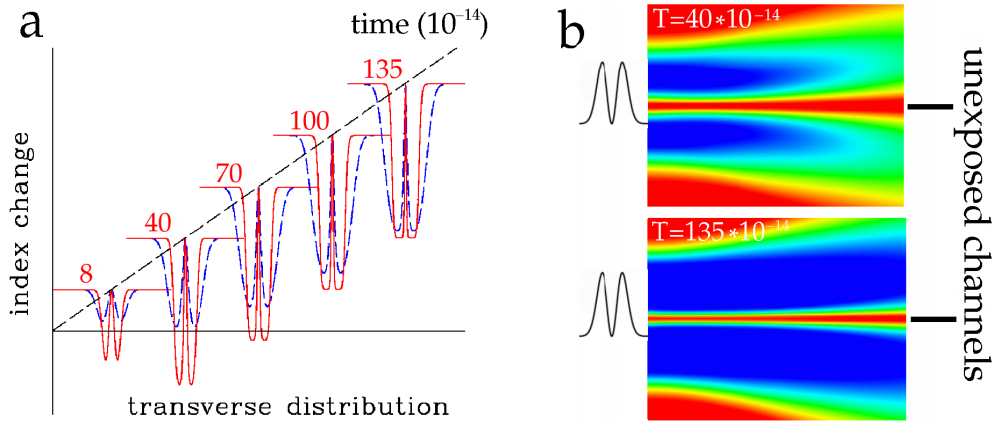 a
time (10⁻¹⁴)
135
100
70
40
8
index change
transverse distribution
b
T=40*10⁻¹⁴
T=135*10⁻¹⁴
unexposed channels